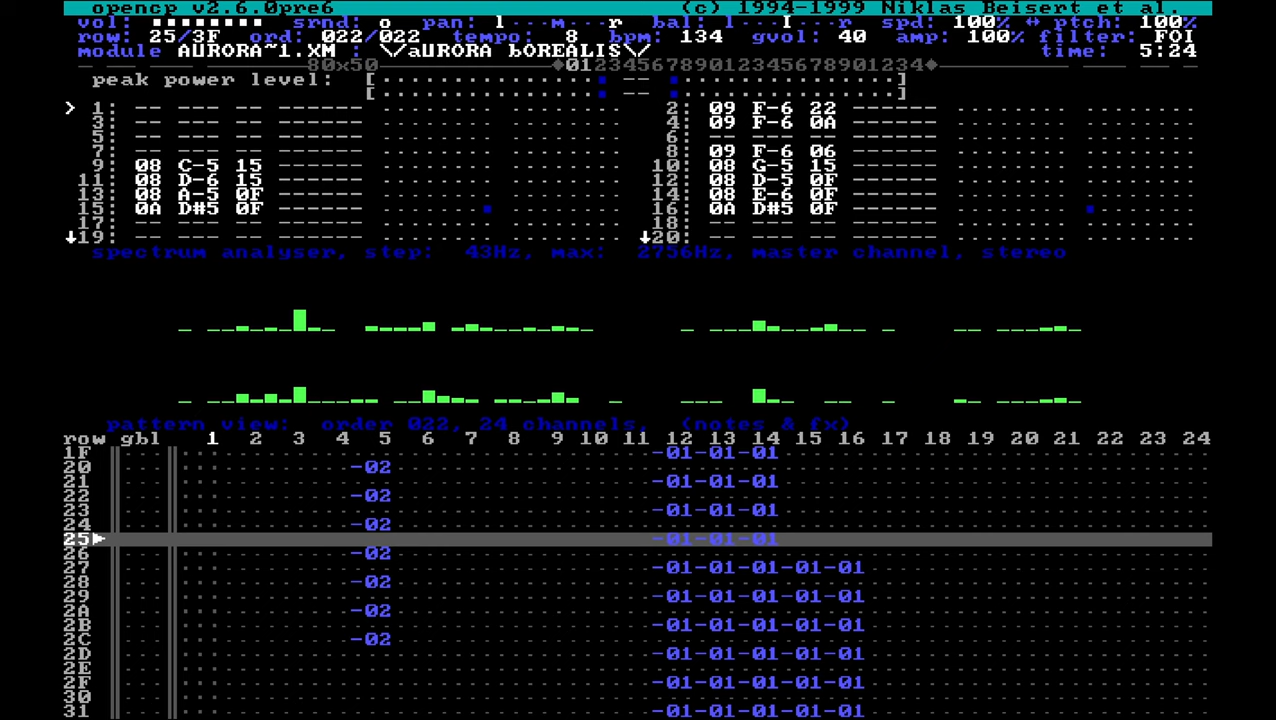 opencp v2.6.0pre6 (c) 1994-1999 Niklas Beisert et al.
vol: srnd: o pan: l...m...r bal: l...I...r spd: 100% ↔ ptch: 100%
row: 25/3F ord: 022/022 tempo: 8 bpm: 134 gvol: 40 amp: 100% filter: FOI
module AURORA~1.XM : \/aURORA bOREALIS\/ time: 5:24
80x50 ◆01234567890123456789012345678901234◆
peak power level: [ -- ]
[ -- ]
> 1: -- --- -- ------ 2: 09 F-6 22 ------
3: -- --- -- ------ 4: 09 F-6 0A ------
5: -- --- -- ------ 6: -- --- -- ------
7: -- --- -- ------ 8: 09 F-6 06 ------
9: 08 C-5 15 ------ 10: 08 G-5 15 ------
11: 08 D-6 15 ------ 12: 08 D-5 0F ------
13: 08 A-5 0F ------ 14: 08 E-6 0F ------
15: 0A D#5 0F ------ 16: 0A D#5 0F ------
17: -- --- -- ------ 18: -- --- -- ------
↓19: -- --- -- ------ ↓20: -- --- -- ------
spectrum analyser, step: 43Hz, max: 2756Hz, master channel, stereo
pattern view: order 022, 24 channels, (notes & fx)
row gbl 1 2 3 4 5 6 7 8 9 10 11 12 13 14 15 16 17 18 19 20 21 22 23 24
1F -01-01-01
20 -02
21 -01-01-01
22 -02
23 -01-01-01
24 -02
25► -01-01-01
26 -02
27 -01-01-01-01-01
28 -02
29 -01-01-01-01-01
2A -02
2B -01-01-01-01-01
2C -02
2D -01-01-01-01-01
2E
2F -01-01-01-01-01
30
31 -01-01-01-01-01